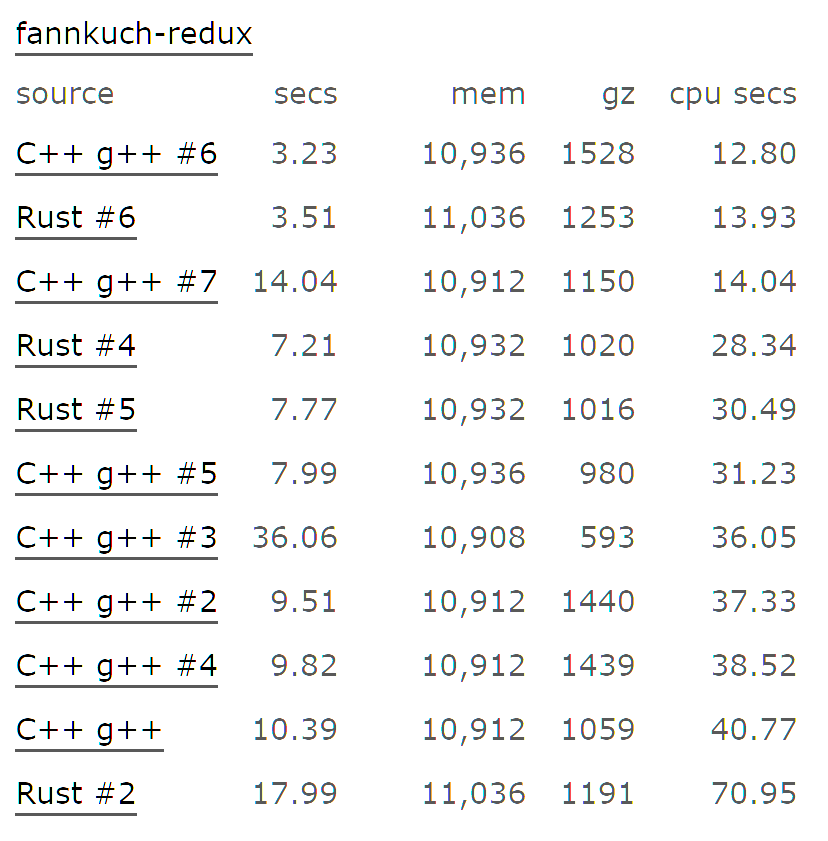 fannkuch-redux
source secs mem gz cpu secs
C++ g++ #6 3.23 10,936 1528 12.80
Rust #6 3.51 11,036 1253 13.93
C++ g++ #7 14.04 10,912 1150 14.04
Rust #4 7.21 10,932 1020 28.34
Rust #5 7.77 10,932 1016 30.49
C++ g++ #5 7.99 10,936 980 31.23
C++ g++ #3 36.06 10,908 593 36.05
C++ g++ #2 9.51 10,912 1440 37.33
C++ g++ #4 9.82 10,912 1439 38.52
C++ g++ 10.39 10,912 1059 40.77
Rust #2 17.99 11,036 1191 70.95